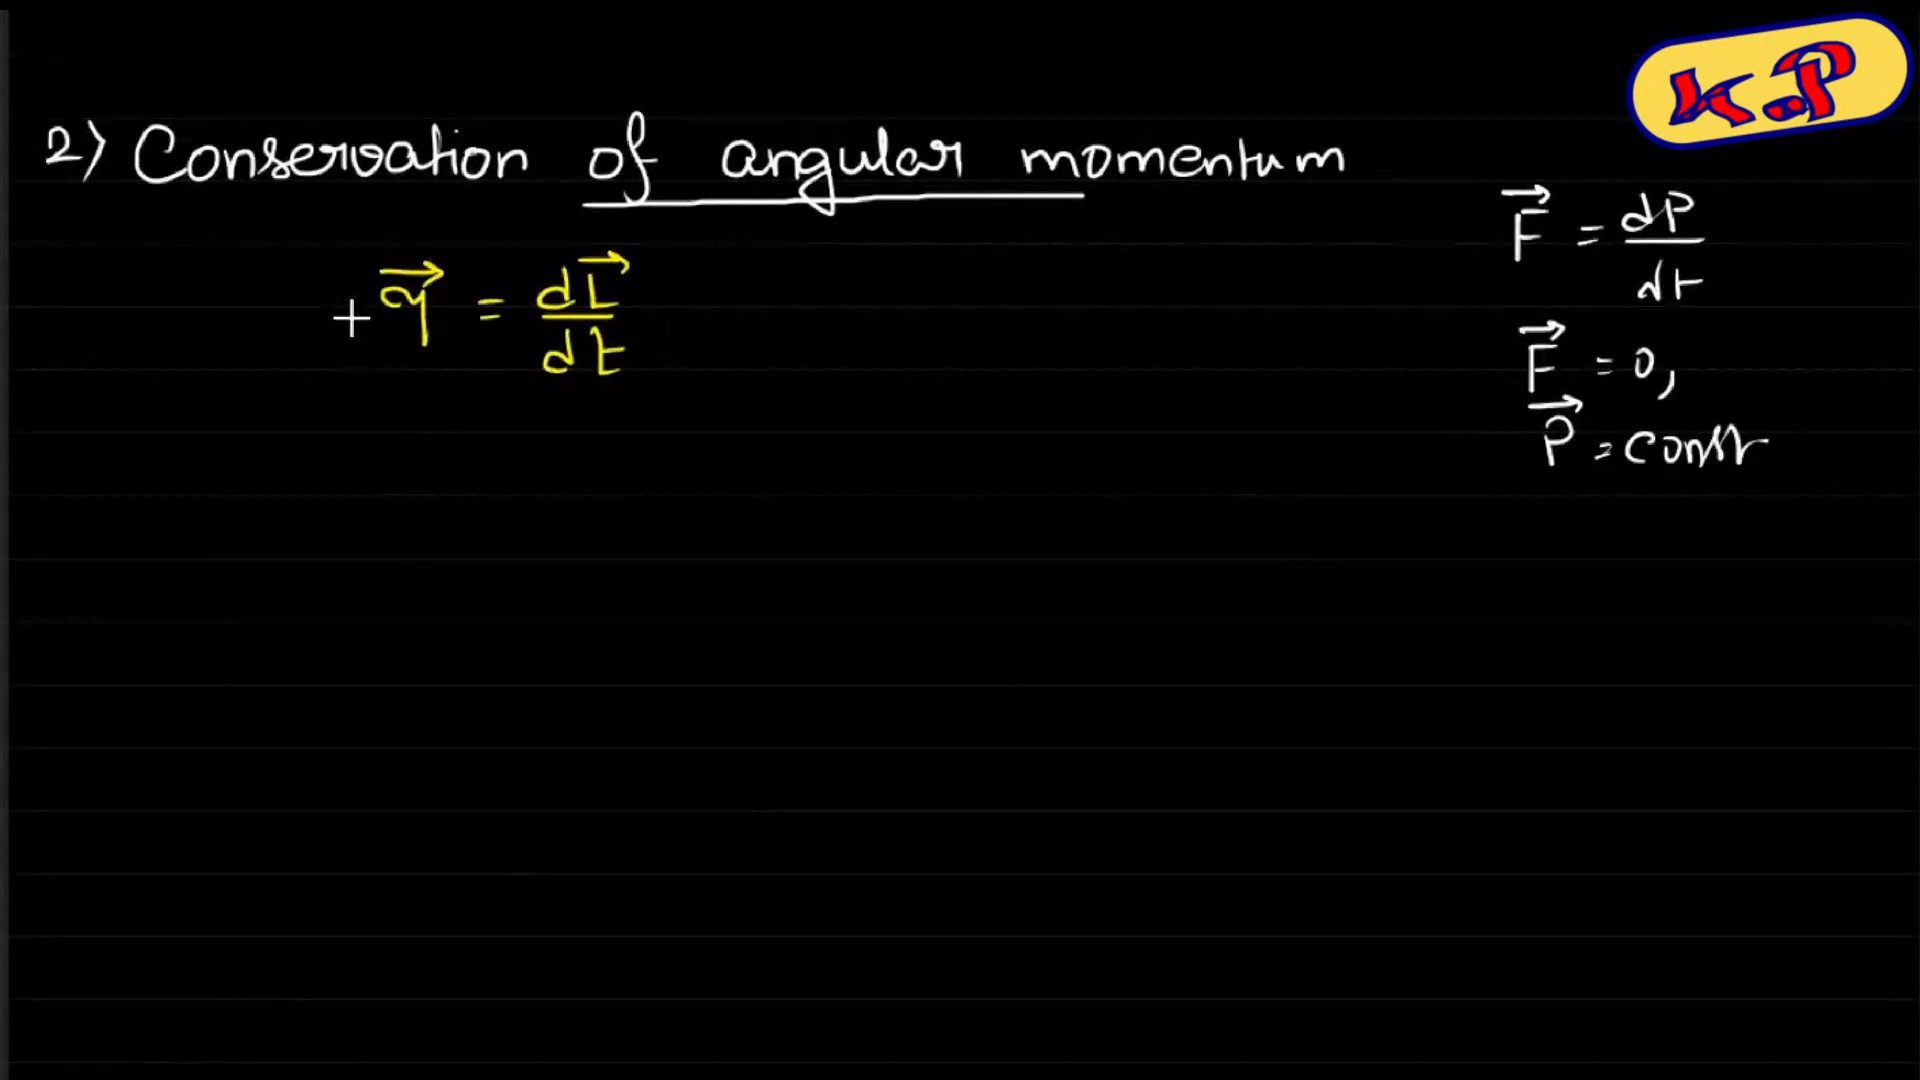 K.P
2) Conservation of angular momentum
τ⃗ = dL⃗/dt
F⃗ = dP/dt
F⃗ = 0,
P⃗ = const